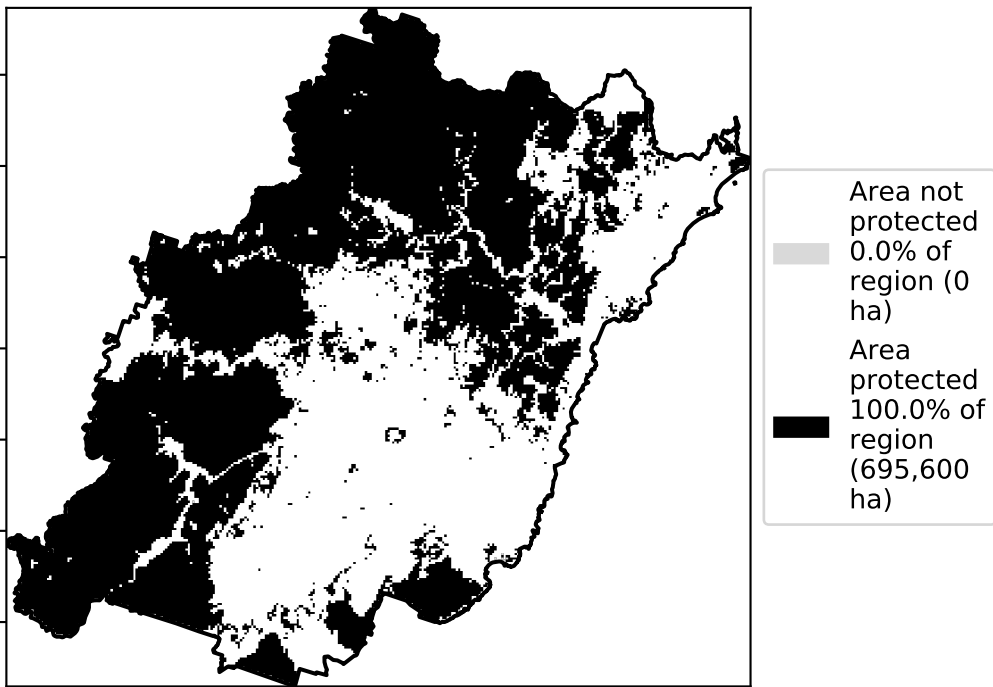 Area not
protected
0.0% of
region (0
ha)
Area
protected
100.0% of
region
(695,600
ha)